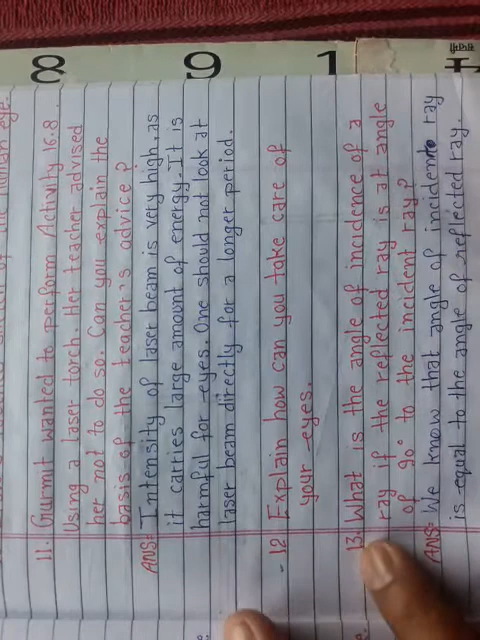 the human eye.
11. Gurmit wanted to perform Activity 16.8
Using a laser torch. Her teacher advised
her not to do so. Can you explain the
basis of the teacher's advice?
ANS= Intensity of laser beam is very high, as
it carries large amount of energy. It is
harmful for eyes. One should not look at
laser beam directly for a longer period.
12 Explain how can you take care of
your eyes.
13. What is the angle of incidence of a
ray if the reflected ray is at angle
of 90° to the incident ray?
ANS= We know that angle of incident ray
is equal to the angle of reflected ray.
8
9
1